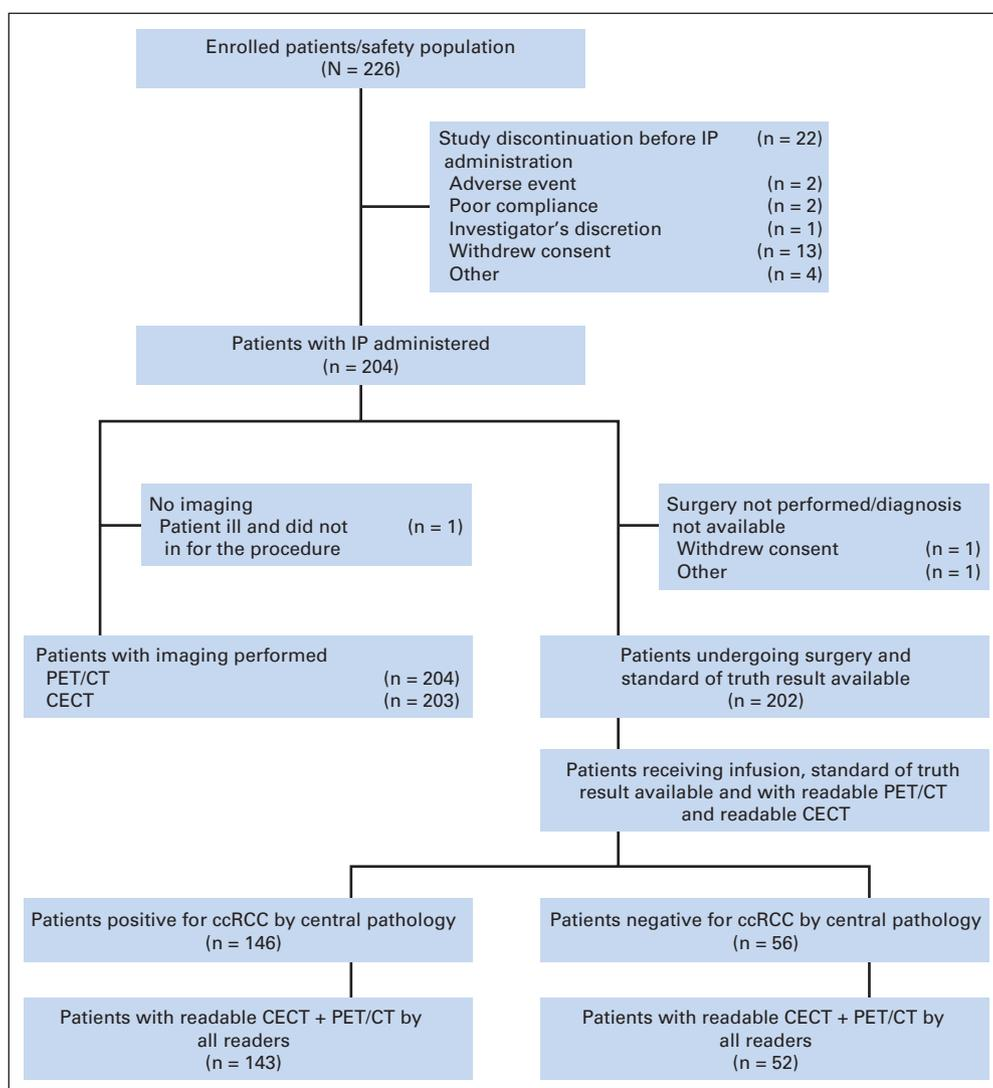 Enrolled patients/safety population
(N = 226)
Study discontinuation before IP (n = 22)
administration
Adverse event (n = 2)
Poor compliance (n = 2)
Investigator's discretion (n = 1)
Withdrew consent (n = 13)
Other (n = 4)
Patients with IP administered
(n = 204)
No imaging
Patient ill and did not (n = 1)
in for the procedure
Surgery not performed/diagnosis
not available
Withdrew consent (n = 1)
Other (n = 1)
Patients with imaging performed
PET/CT (n = 204)
CECT (n = 203)
Patients undergoing surgery and
standard of truth result available
(n = 202)
Patients receiving infusion, standard of truth
result available and with readable PET/CT
and readable CECT
Patients positive for ccRCC by central pathology
(n = 146)
Patients negative for ccRCC by central pathology
(n = 56)
Patients with readable CECT + PET/CT by
all readers
(n = 143)
Patients with readable CECT + PET/CT by
all readers
(n = 52)